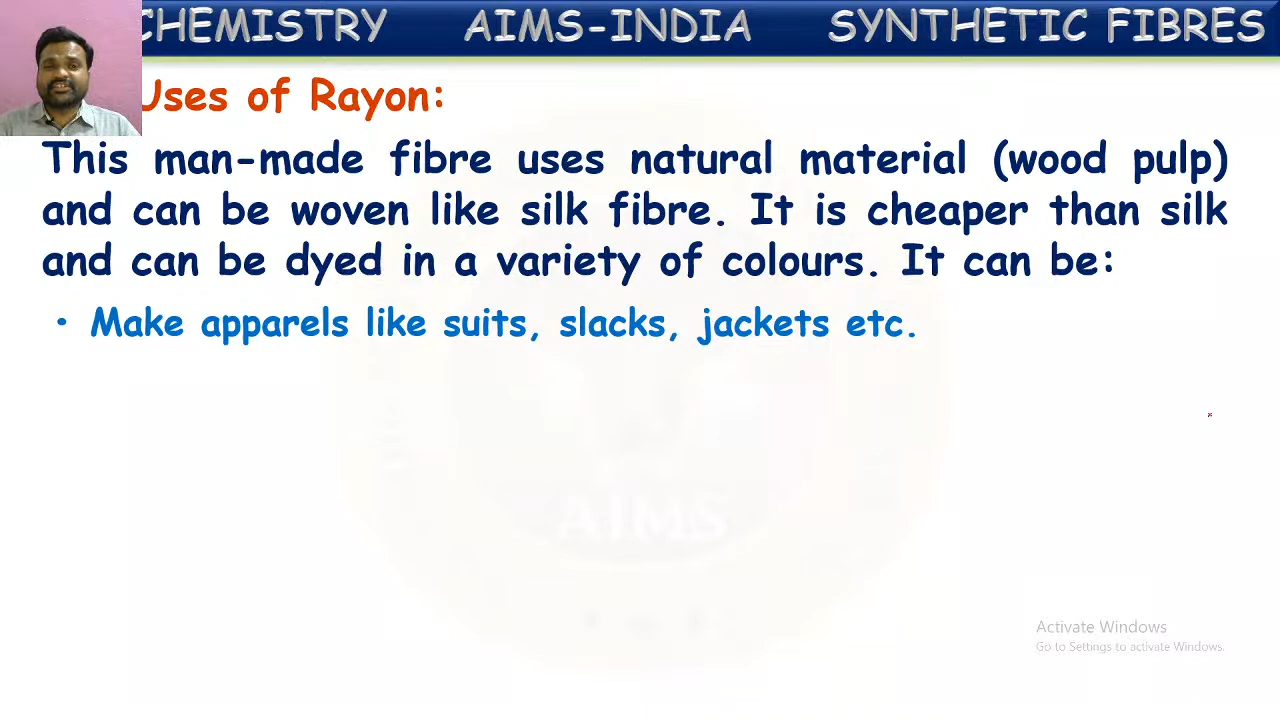 CHEMISTRY AIMS-INDIA SYNTHETIC FIBRES
Uses of Rayon:
This man-made fibre uses natural material (wood pulp)
and can be woven like silk fibre. It is cheaper than silk
and can be dyed in a variety of colours. It can be:
• Make apparels like suits, slacks, jackets etc.
AIMS
Activate Windows
Go to Settings to activate Windows.